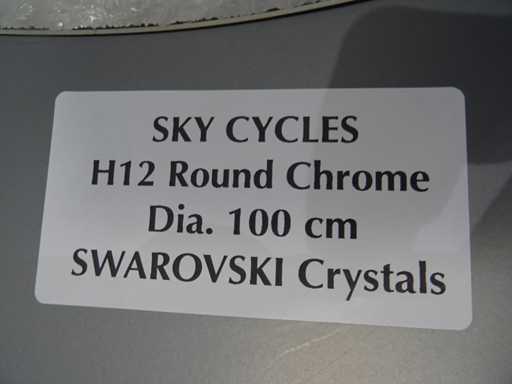 SKY CYCLES
H12 Round Chrome
Dia. 100 cm
SWAROVSKI Crystals